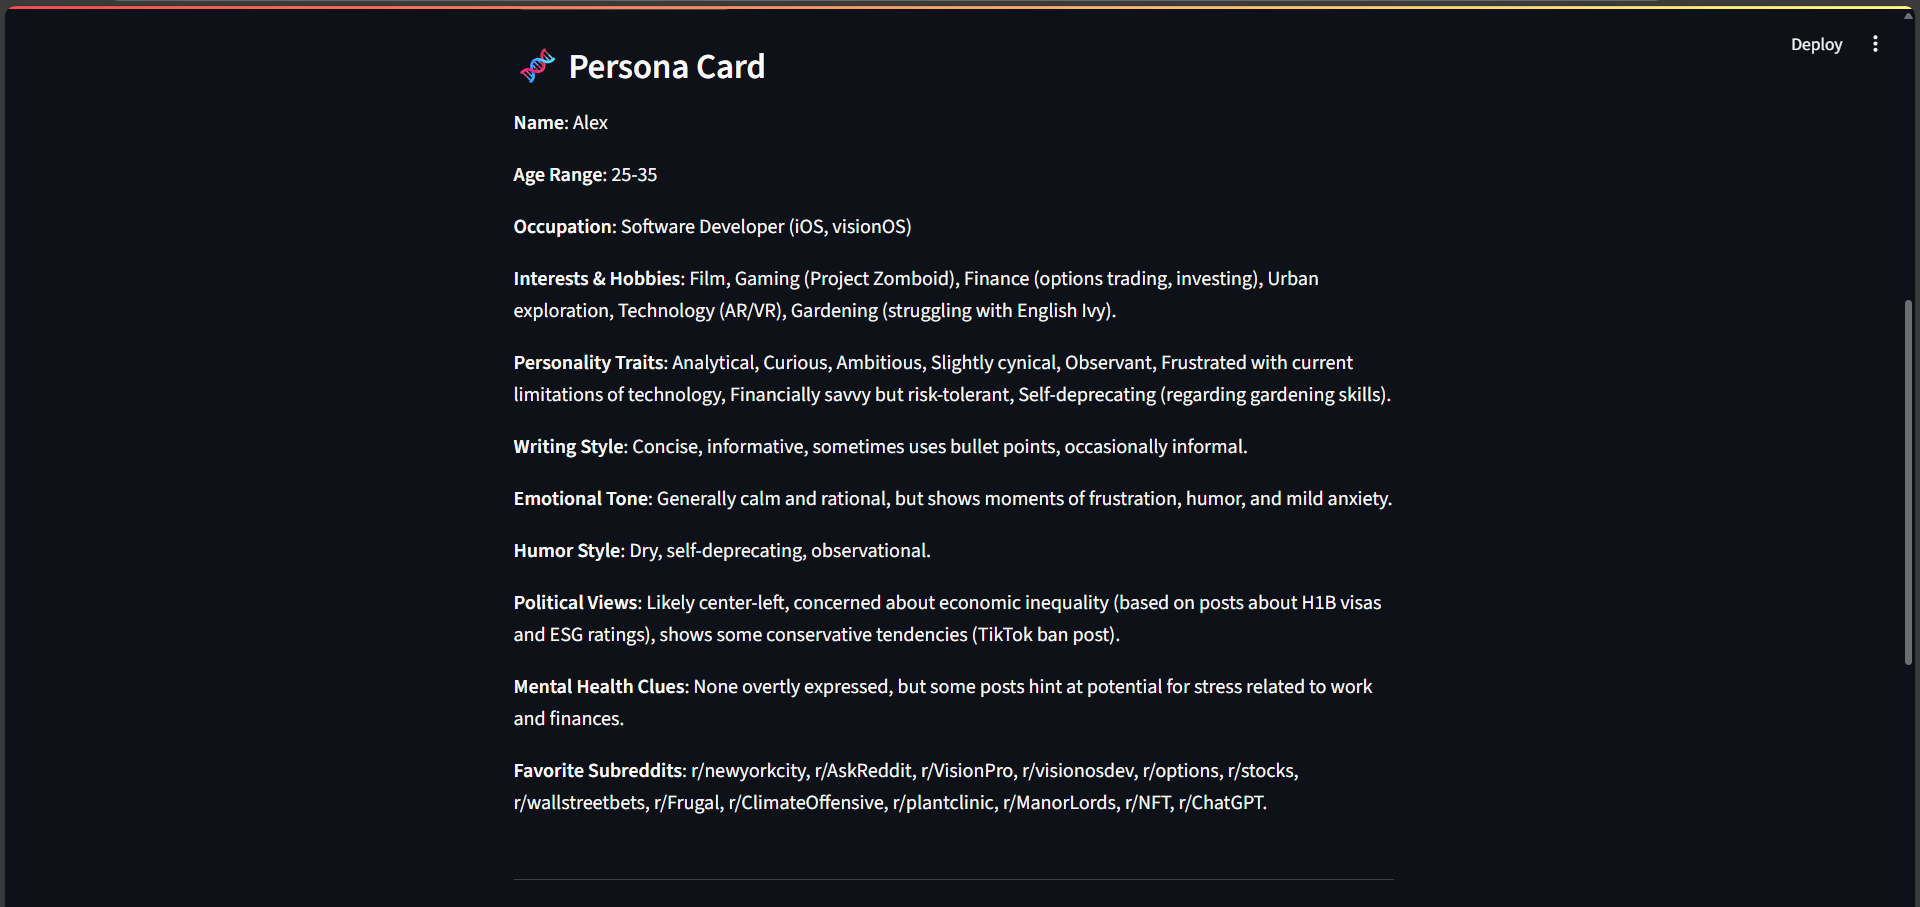 Deploy
🧬 Persona Card
Name: Alex
Age Range: 25-35
Occupation: Software Developer (iOS, visionOS)
Interests & Hobbies: Film, Gaming (Project Zomboid), Finance (options trading, investing), Urban
exploration, Technology (AR/VR), Gardening (struggling with English Ivy).
Personality Traits: Analytical, Curious, Ambitious, Slightly cynical, Observant, Frustrated with current
limitations of technology, Financially savvy but risk-tolerant, Self-deprecating (regarding gardening skills).
Writing Style: Concise, informative, sometimes uses bullet points, occasionally informal.
Emotional Tone: Generally calm and rational, but shows moments of frustration, humor, and mild anxiety.
Humor Style: Dry, self-deprecating, observational.
Political Views: Likely center-left, concerned about economic inequality (based on posts about H1B visas
and ESG ratings), shows some conservative tendencies (TikTok ban post).
Mental Health Clues: None overtly expressed, but some posts hint at potential for stress related to work
and finances.
Favorite Subreddits: r/newyorkcity, r/AskReddit, r/VisionPro, r/visionosdev, r/options, r/stocks,
r/wallstreetbets, r/Frugal, r/ClimateOffensive, r/plantclinic, r/ManorLords, r/NFT, r/ChatGPT.